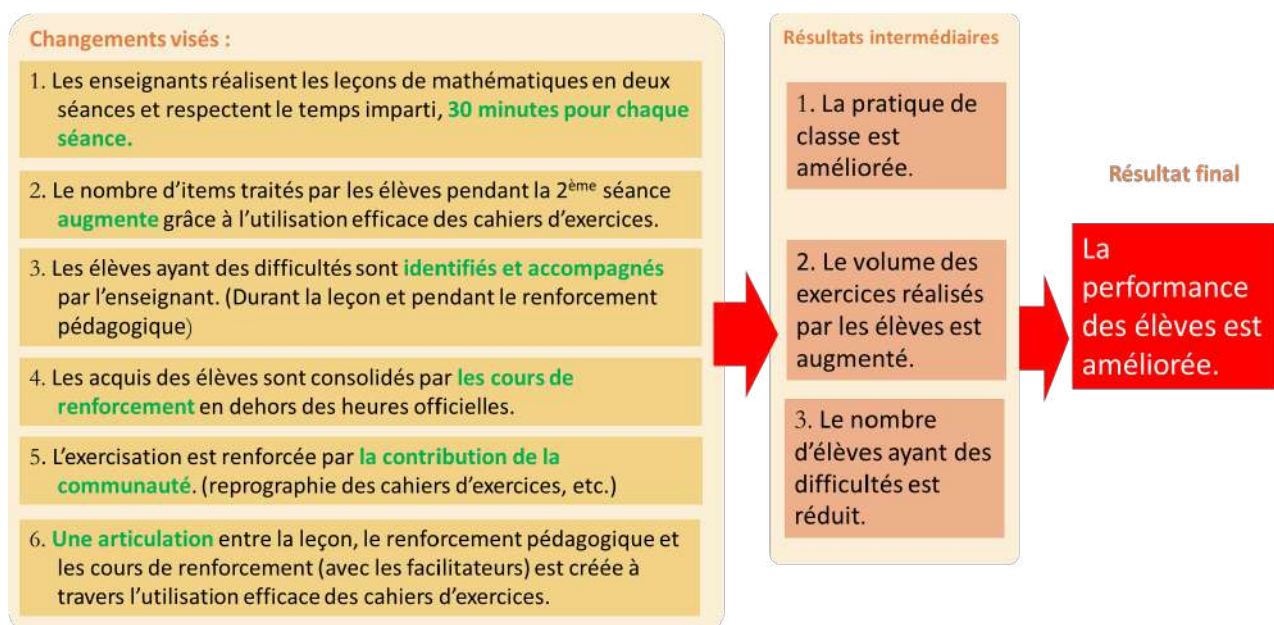 Changements visés :
1. Les enseignants réalisent les leçons de mathématiques en deux
séances et respectent le temps imparti, 30 minutes pour chaque
séance.
2. Le nombre d'items traités par les élèves pendant la 2ème séance
augmente grâce à l'utilisation efficace des cahiers d'exercices.
3. Les élèves ayant des difficultés sont identifiés et accompagnés
par l'enseignant. (Durant la leçon et pendant le renforcement
pédagogique)
4. Les acquis des élèves sont consolidés par les cours de
renforcement en dehors des heures officielles.
5. L'exercisation est renforcée par la contribution de la
communauté. (reprographie des cahiers d'exercices, etc.)
6. Une articulation entre la leçon, le renforcement pédagogique et
les cours de renforcement (avec les facilitateurs) est créée à
travers l'utilisation efficace des cahiers d'exercices.
Résultats intermédiaires
1. La pratique de
classe est
améliorée.
2. Le volume des
exercices réalisés
par les élèves est
augmenté.
3. Le nombre
d'élèves ayant des
difficultés est
réduit.
Résultat final
La
performance
des élèves est
améliorée.